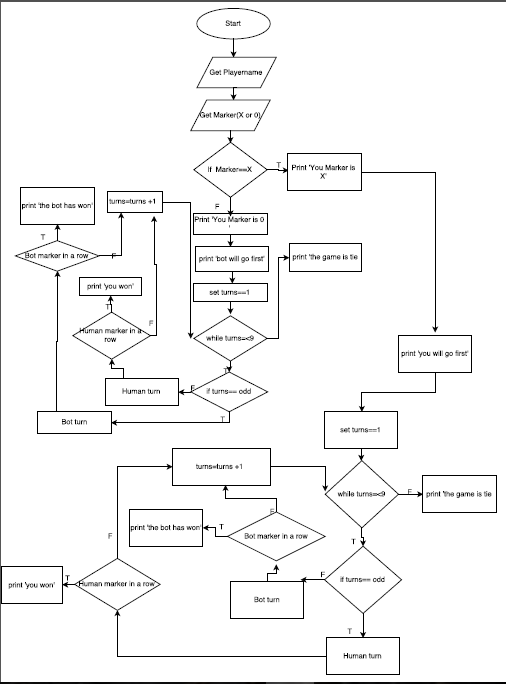 Start
Get Playername
Get Marker(X or 0)
If Marker==X
T
Print 'You Marker is
X'
F
Print 'You Marker is 0
'
print 'bot will go first'
set turns==1
while turns=<9
print 'the game is tie
T
if turns== odd
F
Human turn
T
Bot turn
Human marker in a
row
T
print 'you won'
F
Bot marker in a row
T
print 'the bot has won'
F
turns=turns +1
print 'you will go first'
set turns==1
while turns=<9
F
print 'the game is tie
T
if turns== odd
F
Bot turn
T
Human turn
Bot marker in a row
T
print 'the bot has won'
F
turns=turns +1
Human marker in a row
T
print 'you won'
F